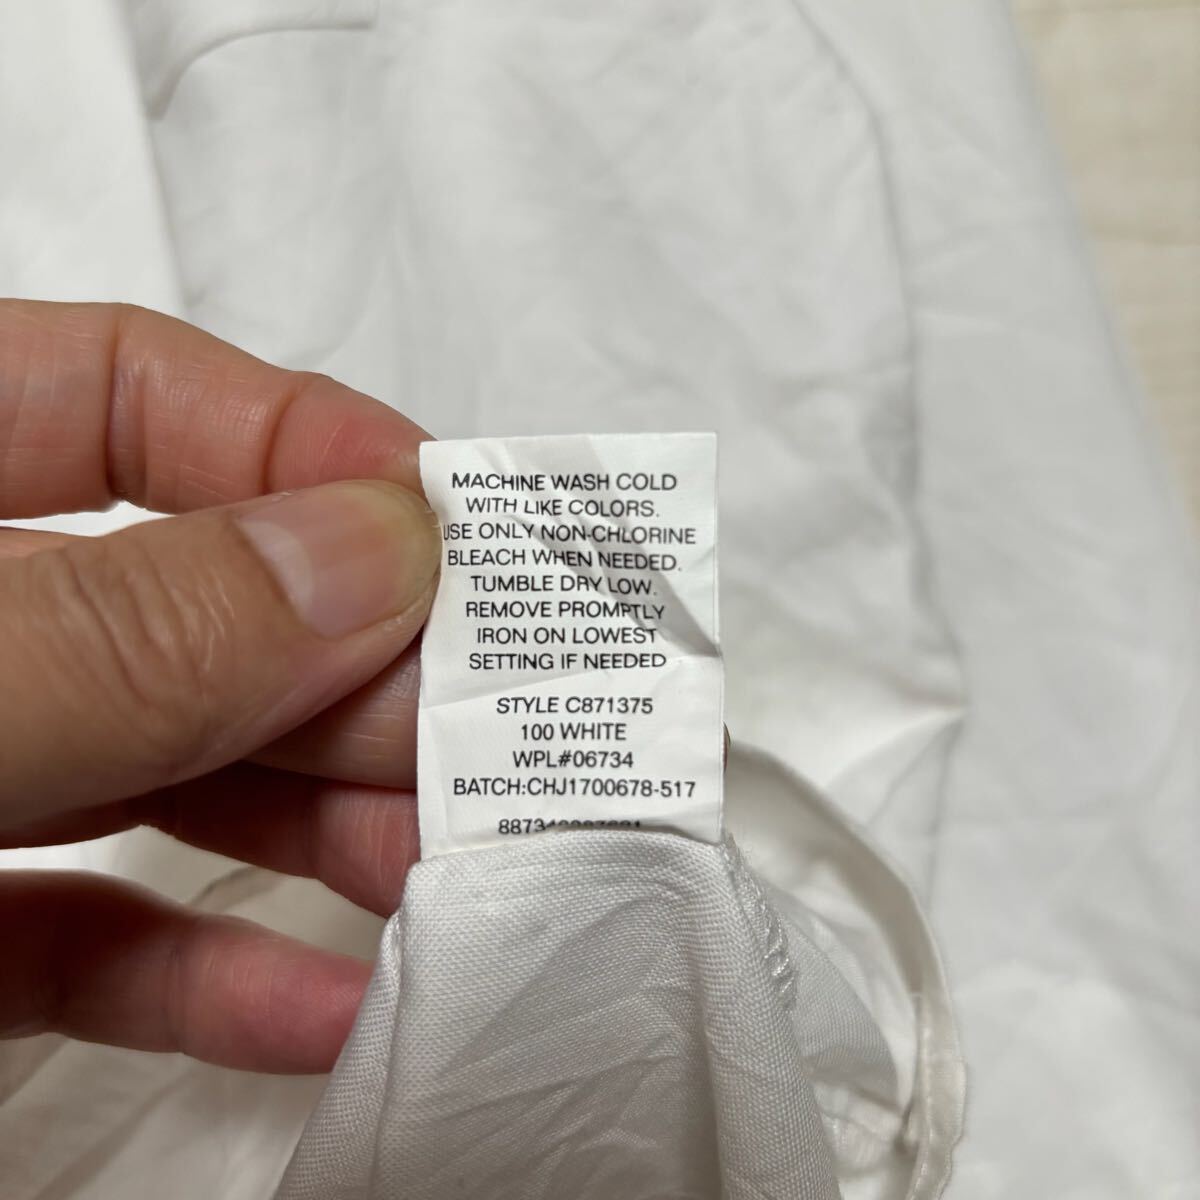 MACHINE WASH COLD
WITH LIKE COLORS.
USE ONLY NON-CHLORINE
BLEACH WHEN NEEDED.
TUMBLE DRY LOW.
REMOVE PROMPTLY
IRON ON LOWEST
SETTING IF NEEDED
STYLE C871375
100 WHITE
WPL#06734
BATCH:CHJ1700678-517